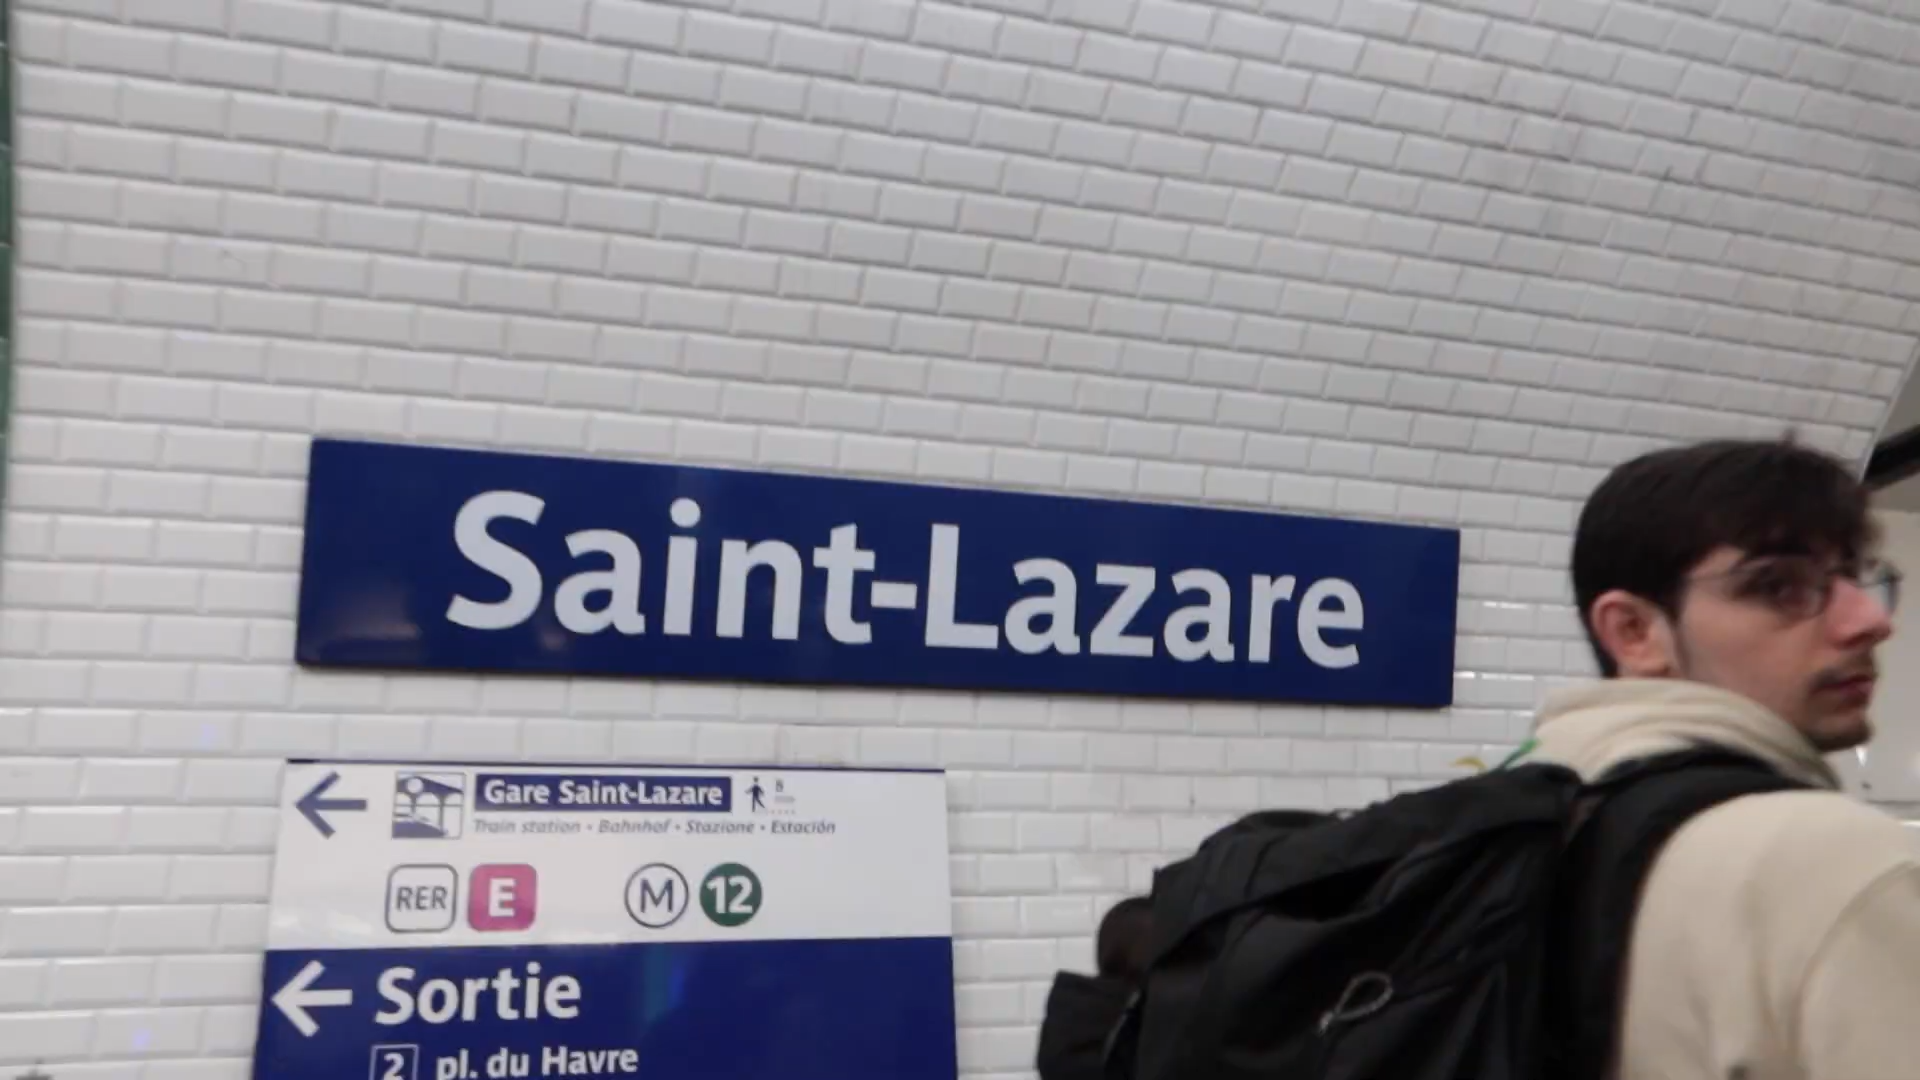 Saint-Lazare
Gare Saint-Lazare
Train station • Bahnhof • Stazione • Estación
RER E M 12
Sortie
2 pl. du Havre